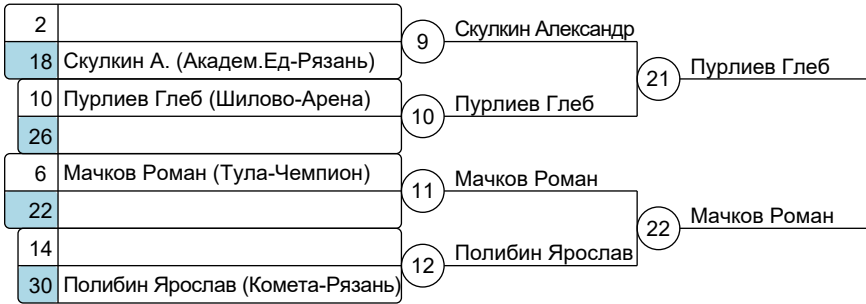 2
18 Скулкин А. (Академ.Ед-Рязань)
9 Скулкин Александр
10 Пурлиев Глеб (Шилово-Арена)
26
10 Пурлиев Глеб
21 Пурлиев Глеб
6 Мачков Роман (Тула-Чемпион)
22
11 Мачков Роман
14
30 Полибин Ярослав (Комета-Рязань)
12 Полибин Ярослав
22 Мачков Роман